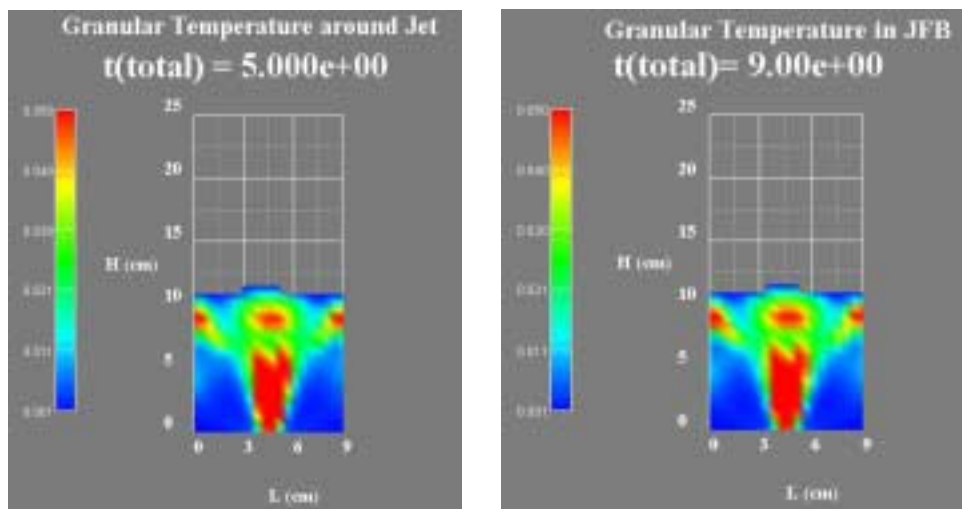 Granular Temperature around Jet
t(total) = 5.000e+00
25
20
15
H (cm)
10
5
0
0 3 6 9
L (cm)
Granular Temperature in JFB
t(total)= 9.00e+00
25
20
15
H (cm)
10
5
0
0 3 6 9
L (cm)